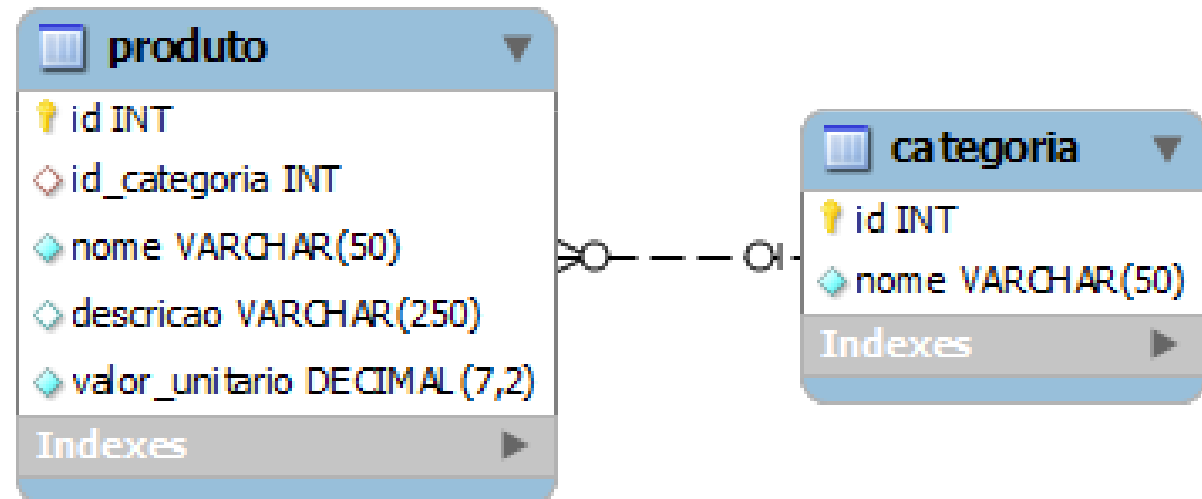 produto
id INT
id_categoria INT
nome VARCHAR(50)
descricao VARCHAR(250)
valor_unitario DECIMAL(7,2)
Indexes
categoria
id INT
nome VARCHAR(50)
Indexes